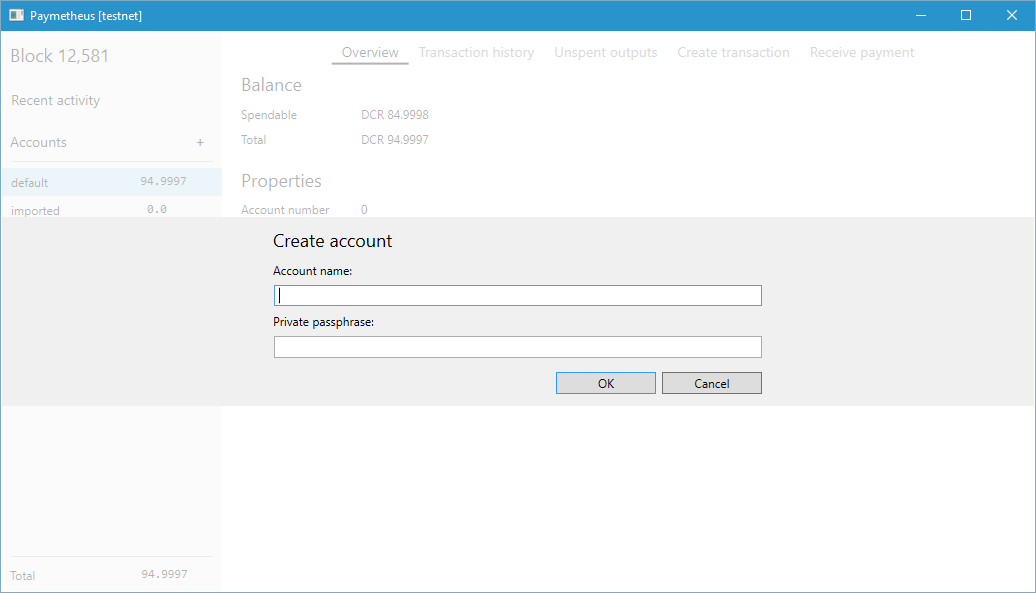 Paymetheus [testnet]
Block 12,581
Recent activity
Accounts +
default 94.9997
imported 0.0
Total 94.9997
Overview Transaction history Unspent outputs Create transaction Receive payment
Balance
Spendable DCR 84.9998
Total DCR 94.9997
Properties
Account number 0
Create account
Account name:
Private passphrase:
OK Cancel